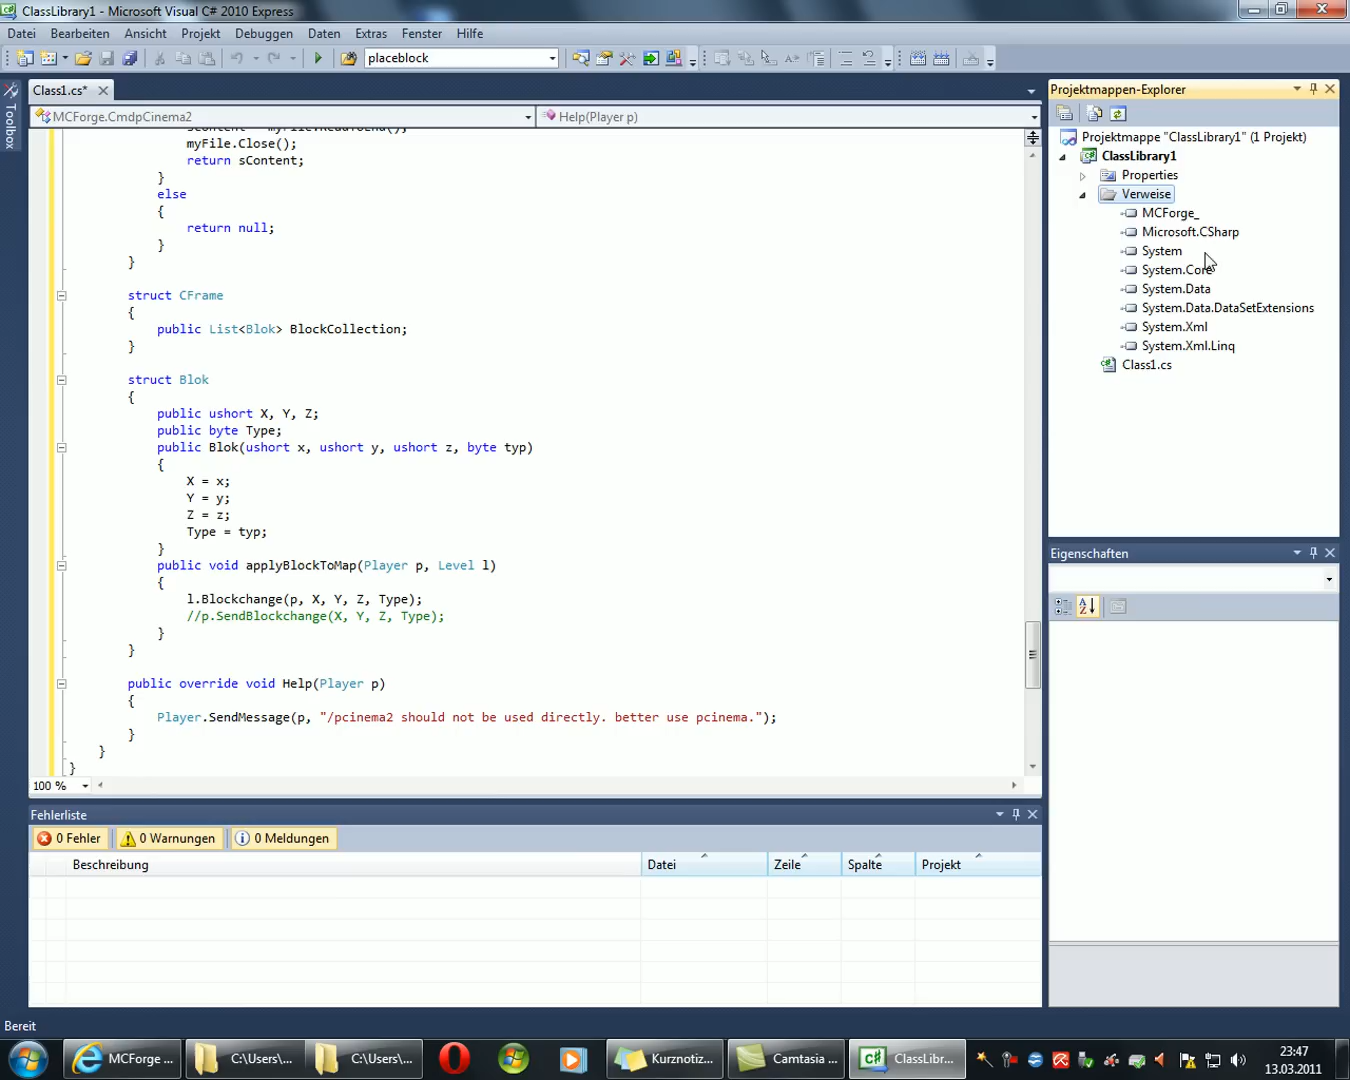 ClassLibrary1 - Microsoft Visual C# 2010 Express
Datei Bearbeiten Ansicht Projekt Debuggen Daten Extras Fenster Hilfe
placeblock
Toolbox
Class1.cs*
MCForge.CmdpCinema2
Help(Player p)
myFile.Close();
return sContent;
}
else
{
return null;
}
}
struct CFrame
{
public List<Blok> BlockCollection;
}
struct Blok
{
public ushort X, Y, Z;
public byte Type;
public Blok(ushort x, ushort y, ushort z, byte typ)
{
X = x;
Y = y;
Z = z;
Type = typ;
}
public void applyBlockToMap(Player p, Level l)
{
l.Blockchange(p, X, Y, Z, Type);
//p.SendBlockchange(X, Y, Z, Type);
}
}
public override void Help(Player p)
{
Player.SendMessage(p, "/pcinema2 should not be used directly. better use pcinema.");
}
}
}
100 %
Projektmappen-Explorer
Projektmappe "ClassLibrary1" (1 Projekt)
ClassLibrary1
Properties
Verweise
MCForge_
Microsoft.CSharp
System
System.Core
System.Data
System.Data.DataSetExtensions
System.Xml
System.Xml.Linq
Class1.cs
Eigenschaften
Fehlerliste
0 Fehler 0 Warnungen 0 Meldungen
Beschreibung Datei Zeile Spalte Projekt
Bereit
MCForge ... C:\Users\... C:\Users\... Kurznotiz... Camtasia ... ClassLibr...
23:47
13.03.2011